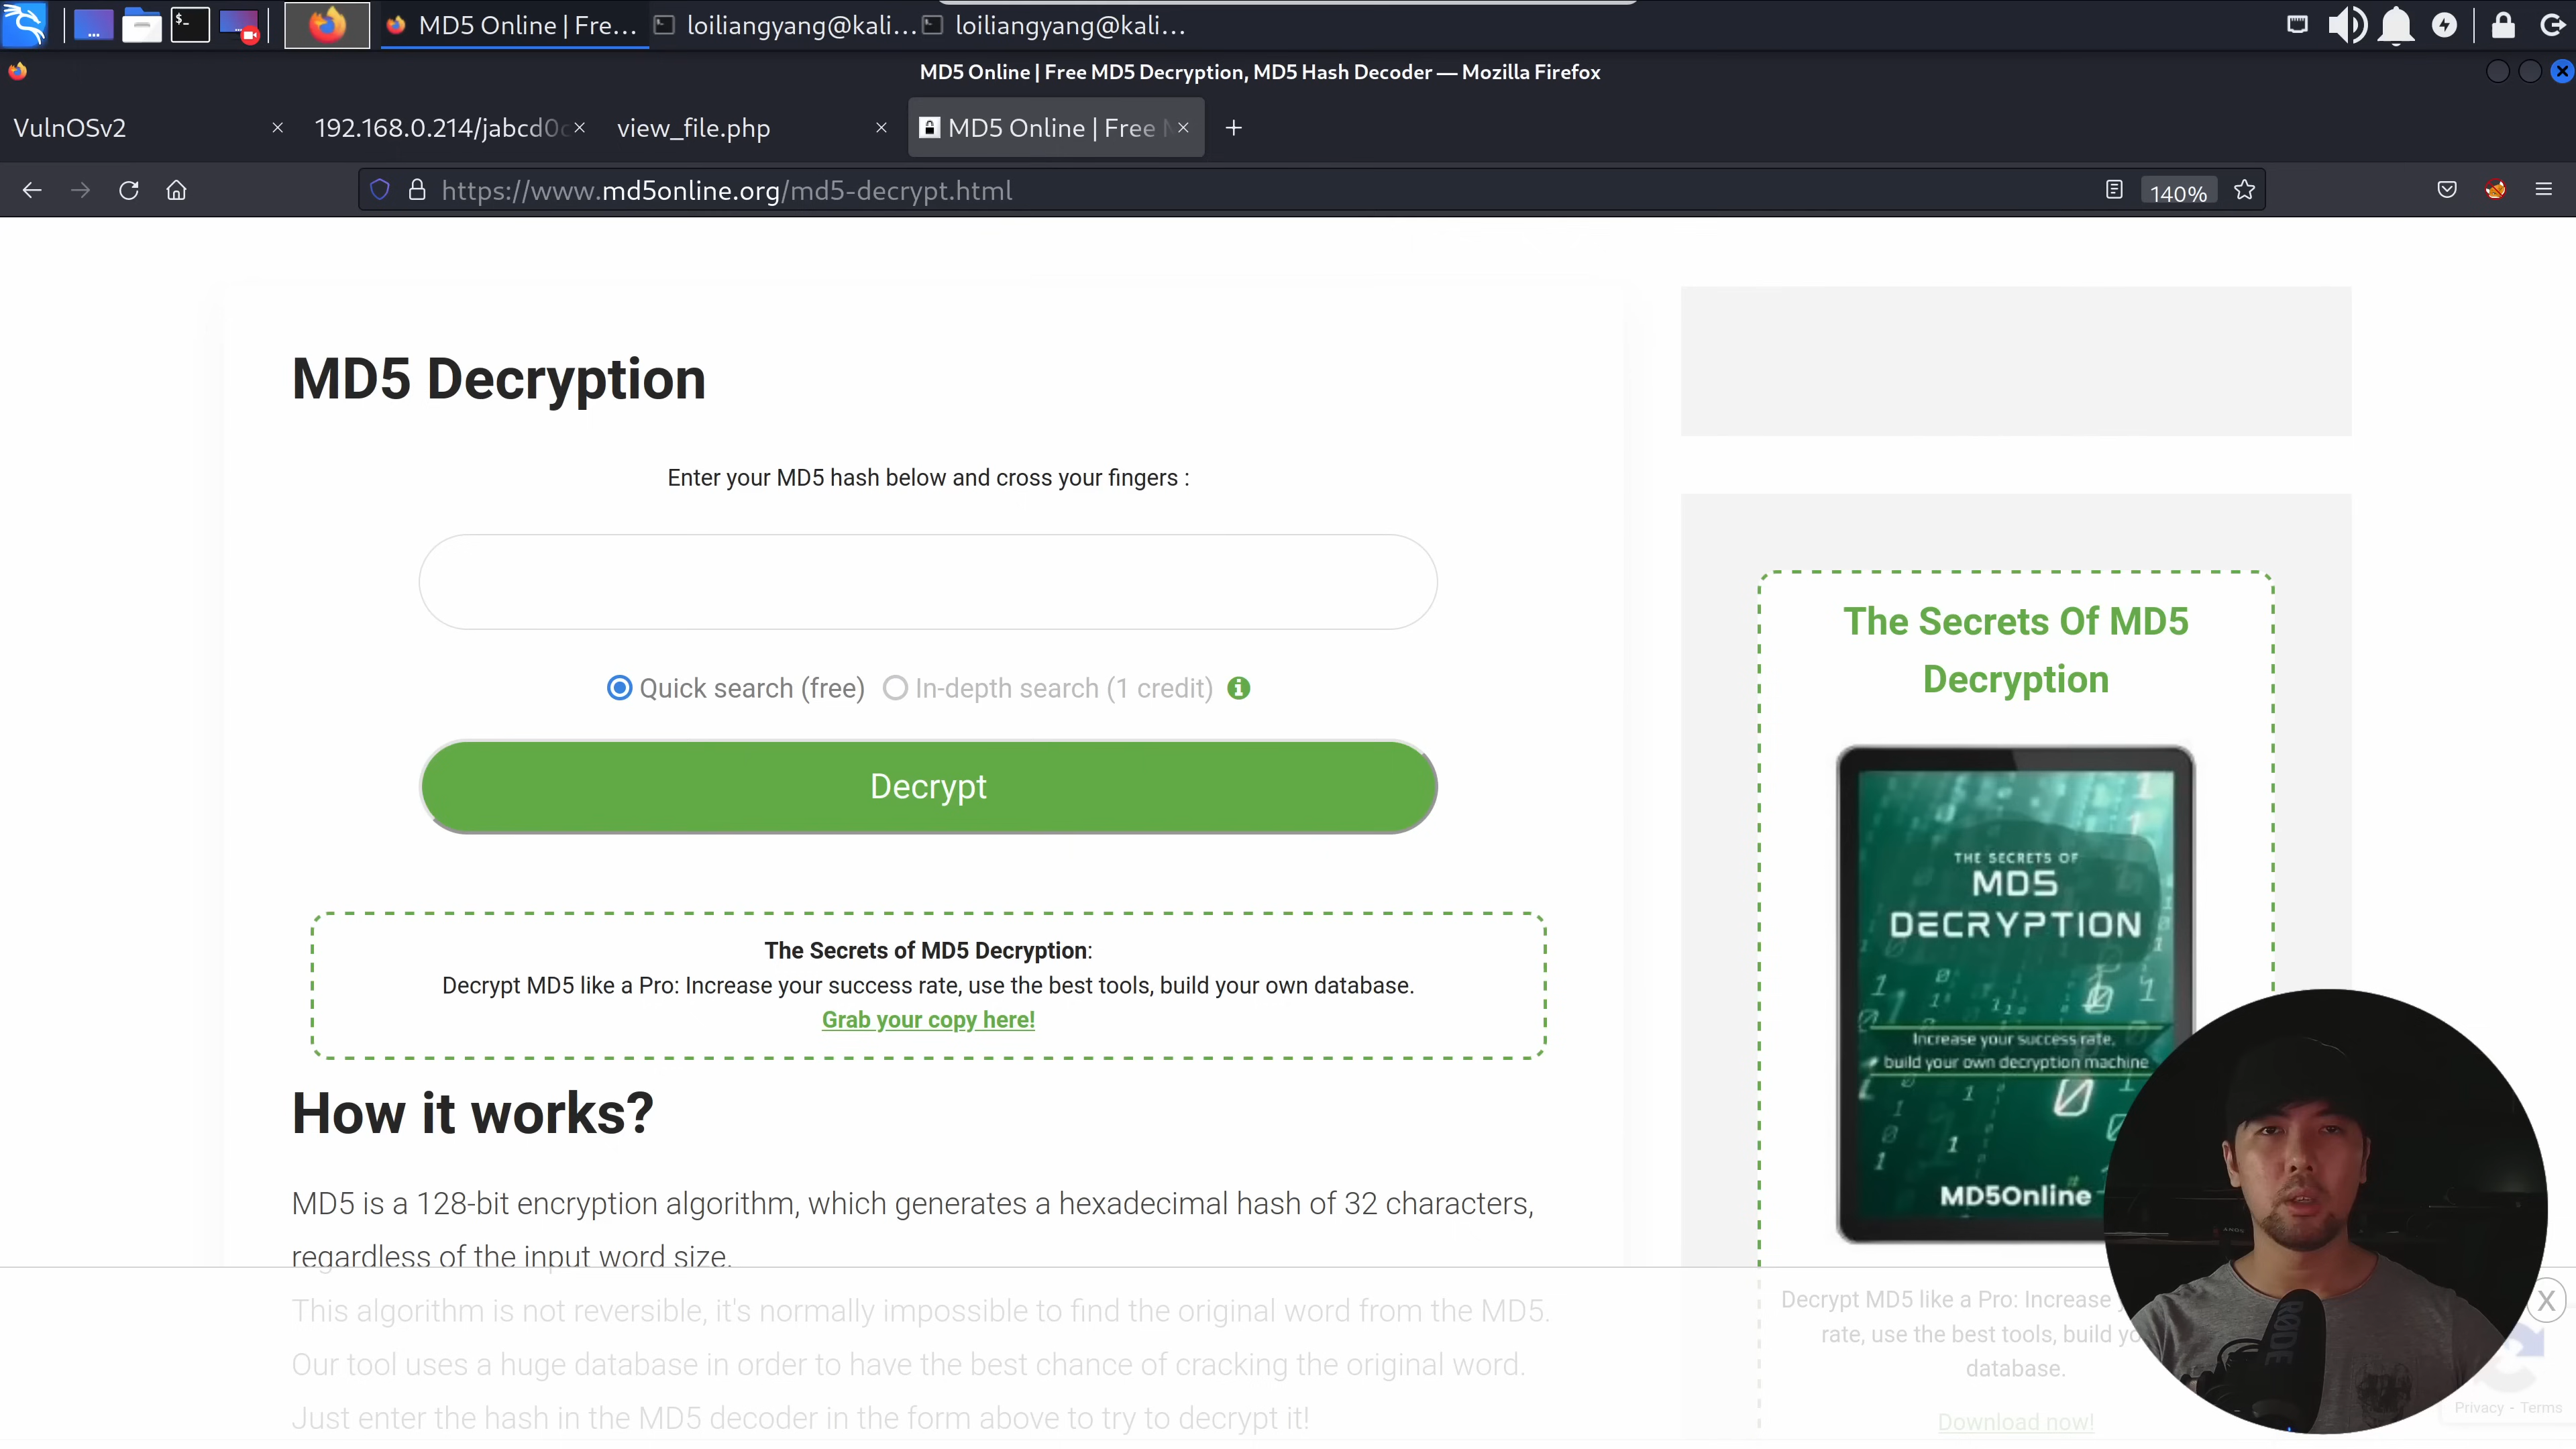 MD5 Online | Free...
loiliangyang@kali...
loiliangyang@kali...
MD5 Online | Free MD5 Decryption, MD5 Hash Decoder — Mozilla Firefox
VulnOSv2
192.168.0.214/jabcd0c
view_file.php
MD5 Online | Free M
https://www.md5online.org/md5-decrypt.html
140%
MD5 Decryption
Enter your MD5 hash below and cross your fingers :
Quick search (free)
In-depth search (1 credit)
Decrypt
The Secrets of MD5 Decryption:
Decrypt MD5 like a Pro: Increase your success rate, use the best tools, build your own database.
Grab your copy here!
How it works?
MD5 is a 128-bit encryption algorithm, which generates a hexadecimal hash of 32 characters,
regardless of the input word size.
This algorithm is not reversible, it's normally impossible to find the original word from the MD5.
Our tool uses a huge database in order to have the best chance of cracking the original word.
Just enter the hash in the MD5 decoder in the form above to try to decrypt it!
The Secrets Of MD5
Decryption
THE SECRETS OF
MD5
DECRYPTION
Increase your success rate,
build your own decryption machine
MD5Online
Decrypt MD5 like a Pro: Increase
rate, use the best tools, build
database.
Download now!
X
RØDE
Privacy - Terms